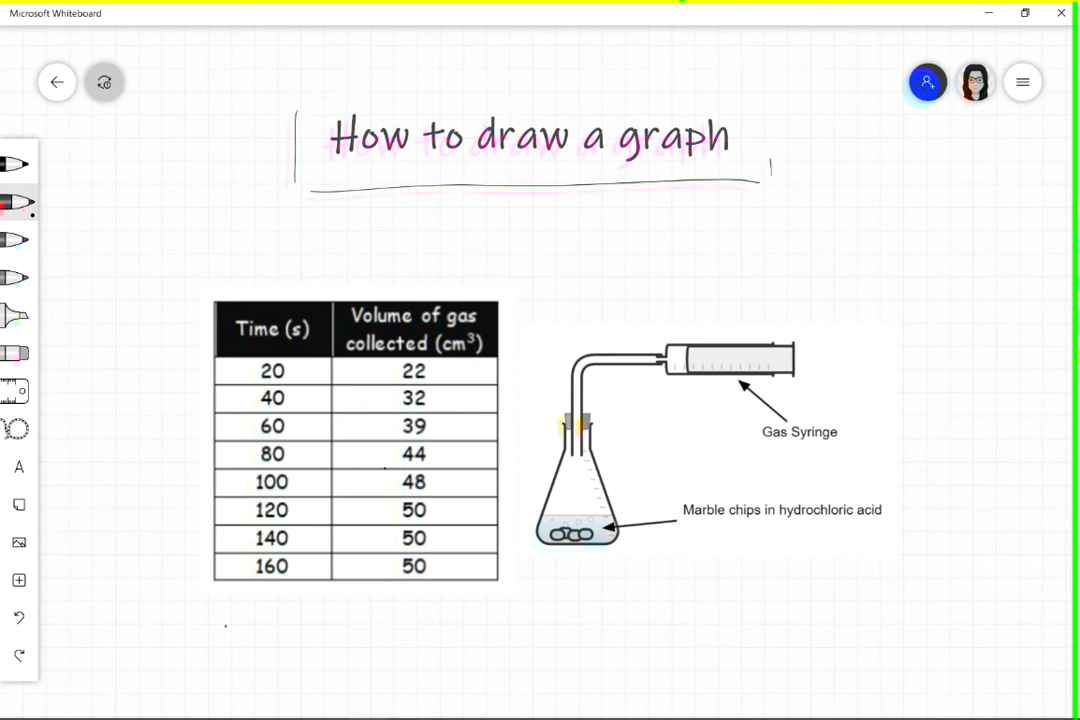 Microsoft Whiteboard
How to draw a graph
Time (s) Volume of gas collected (cm³)
20 22
40 32
60 39
80 44
100 48
120 50
140 50
160 50
Gas Syringe
Marble chips in hydrochloric acid
A